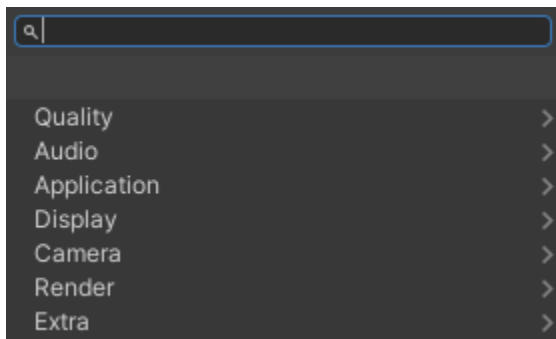 Quality
Audio
Application
Display
Camera
Render
Extra